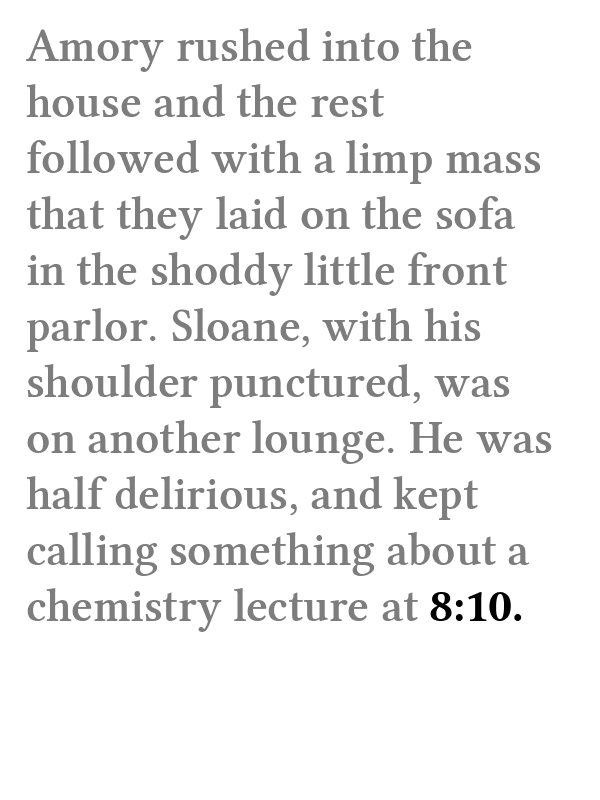 Amory rushed into the
house and the rest
followed with a limp mass
that they laid on the sofa
in the shoddy little front
parlor. Sloane, with his
shoulder punctured, was
on another lounge. He was
half delirious, and kept
calling something about a
chemistry lecture at 8:10.